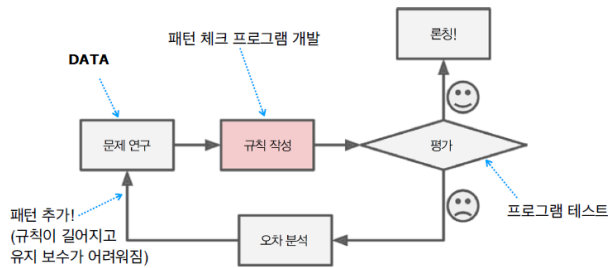 론칭!
패턴 체크 프로그램 개발
DATA
문제 연구
규칙 작성
평가
프로그램 테스트
패턴 추가!
(규칙이 길어지고
유지 보수가 어려워짐)
오차 분석